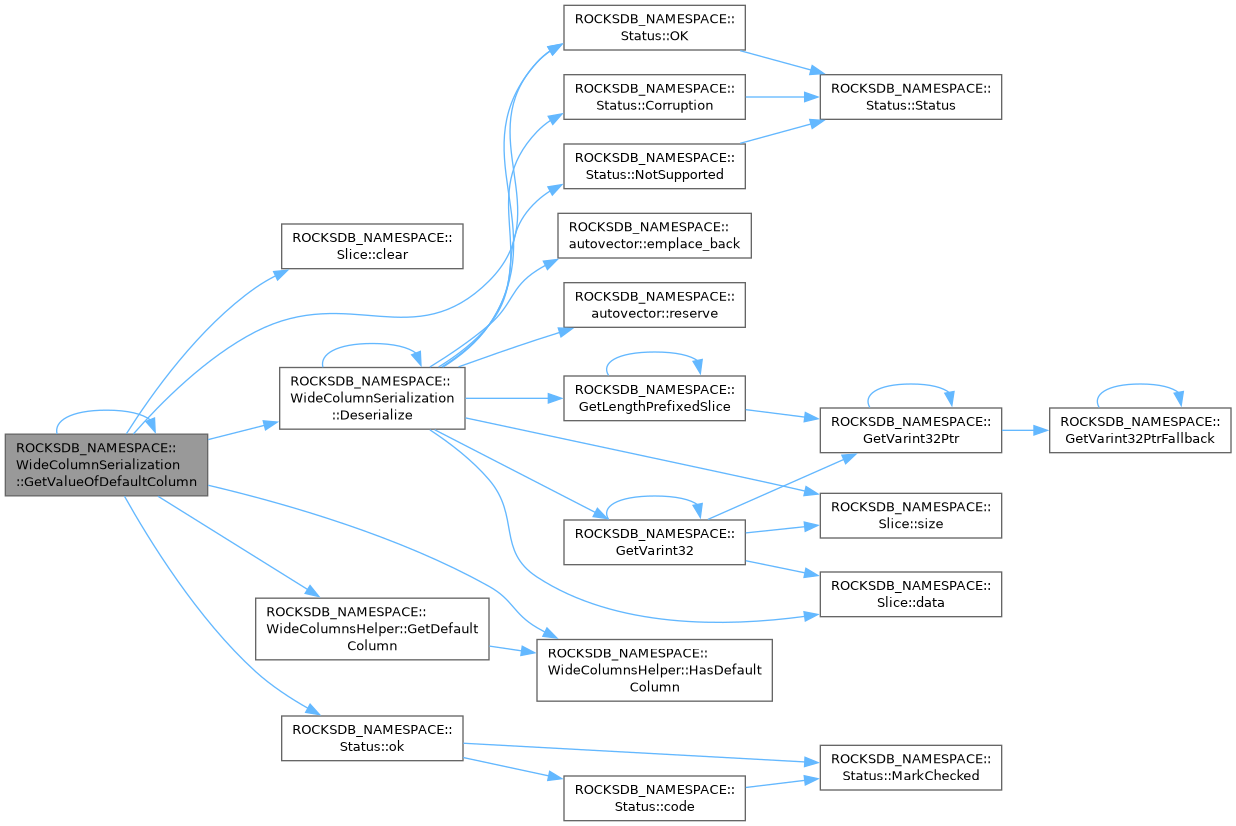 ROCKSDB_NAMESPACE::
Status::OK
ROCKSDB_NAMESPACE::
Status::Corruption
ROCKSDB_NAMESPACE::
Status::Status
ROCKSDB_NAMESPACE::
Status::NotSupported
ROCKSDB_NAMESPACE::
autovector::emplace_back
ROCKSDB_NAMESPACE::
Slice::clear
ROCKSDB_NAMESPACE::
autovector::reserve
ROCKSDB_NAMESPACE::
WideColumnSerialization
::Deserialize
ROCKSDB_NAMESPACE::
GetLengthPrefixedSlice
ROCKSDB_NAMESPACE::
GetVarint32Ptr
ROCKSDB_NAMESPACE::
GetVarint32PtrFallback
ROCKSDB_NAMESPACE::
WideColumnSerialization
::GetValueOfDefaultColumn
ROCKSDB_NAMESPACE::
Slice::size
ROCKSDB_NAMESPACE::
GetVarint32
ROCKSDB_NAMESPACE::
Slice::data
ROCKSDB_NAMESPACE::
WideColumnsHelper::GetDefault
Column
ROCKSDB_NAMESPACE::
WideColumnsHelper::HasDefault
Column
ROCKSDB_NAMESPACE::
Status::ok
ROCKSDB_NAMESPACE::
Status::MarkChecked
ROCKSDB_NAMESPACE::
Status::code